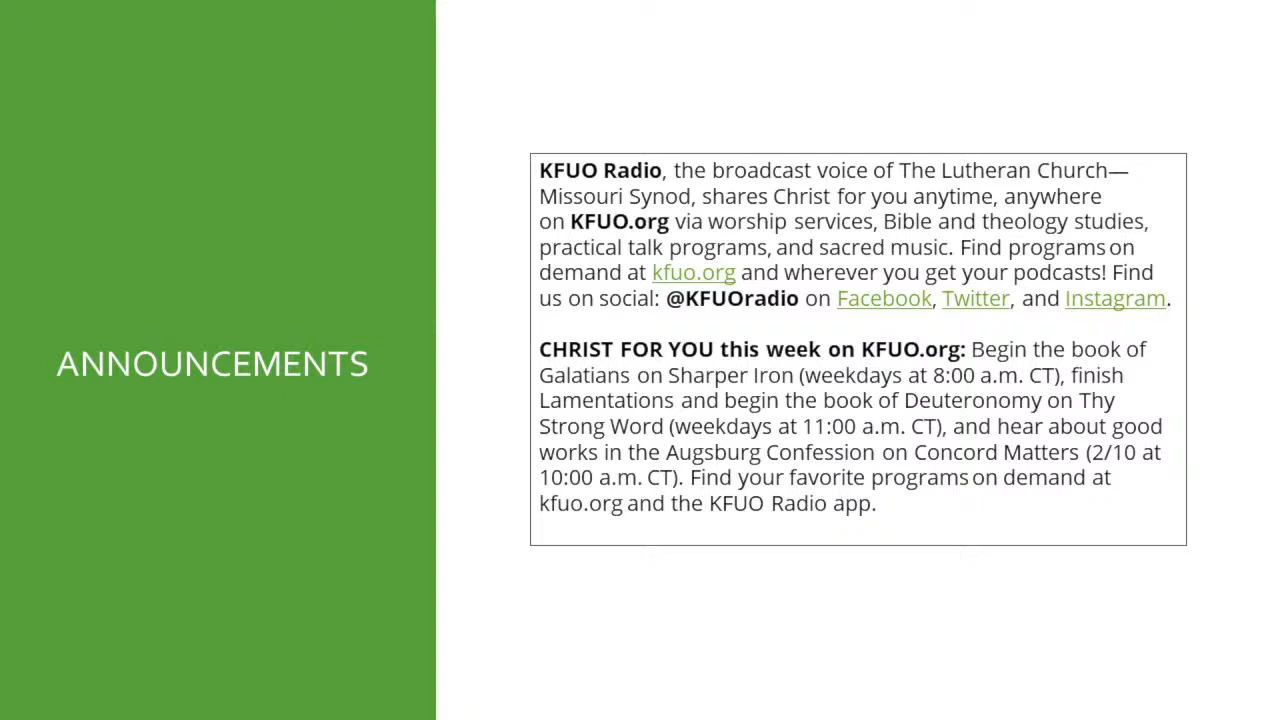 ANNOUNCEMENTS
KFUO Radio, the broadcast voice of The Lutheran Church—
Missouri Synod, shares Christ for you anytime, anywhere
on KFUO.org via worship services, Bible and theology studies,
practical talk programs, and sacred music. Find programs on
demand at kfuo.org and wherever you get your podcasts! Find
us on social: @KFUOradio on Facebook, Twitter, and Instagram.
CHRIST FOR YOU this week on KFUO.org: Begin the book of
Galatians on Sharper Iron (weekdays at 8:00 a.m. CT), finish
Lamentations and begin the book of Deuteronomy on Thy
Strong Word (weekdays at 11:00 a.m. CT), and hear about good
works in the Augsburg Confession on Concord Matters (2/10 at
10:00 a.m. CT). Find your favorite programs on demand at
kfuo.org and the KFUO Radio app.